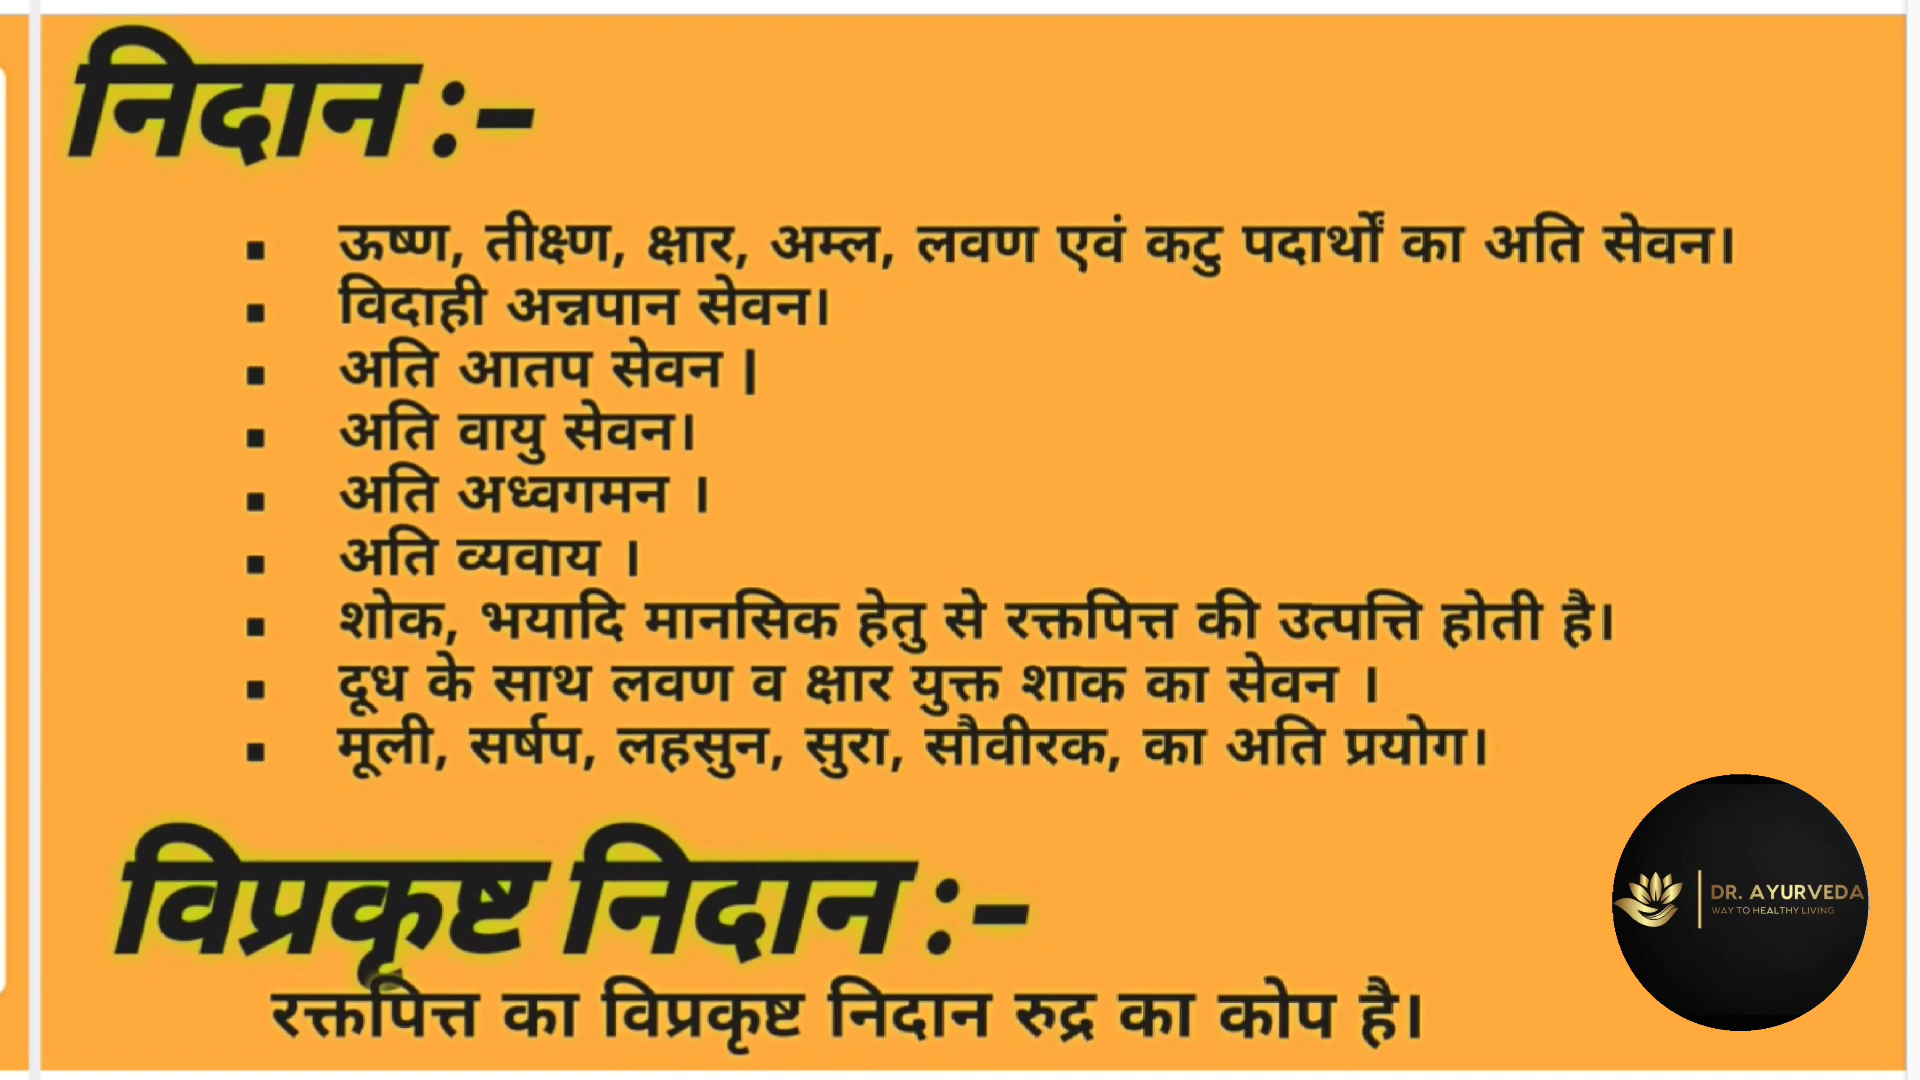 निदान :-
▪ ऊष्ण, तीक्ष्ण, क्षार, अम्ल, लवण एवं कटु पदार्थों का अति सेवन।
▪ विदाही अन्नपान सेवन।
▪ अति आतप सेवन |
▪ अति वायु सेवन।
▪ अति अध्वगमन ।
▪ अति व्यवाय ।
▪ शोक, भयादि मानसिक हेतु से रक्तपित्त की उत्पत्ति होती है।
▪ दूध के साथ लवण व क्षार युक्त शाक का सेवन ।
▪ मूली, सर्षप, लहसुन, सुरा, सौवीरक, का अति प्रयोग।
विप्रकृष्ट निदान :-
रक्तपित्त का विप्रकृष्ट निदान रुद्र का कोप है।
DR. AYURVEDA
WAY TO HEALTHY LIVING